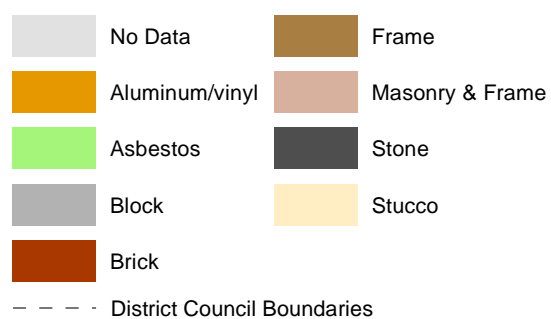 No Data
Aluminum/vinyl
Asbestos
Block
Brick
Frame
Masonry & Frame
Stone
Stucco
District Council Boundaries